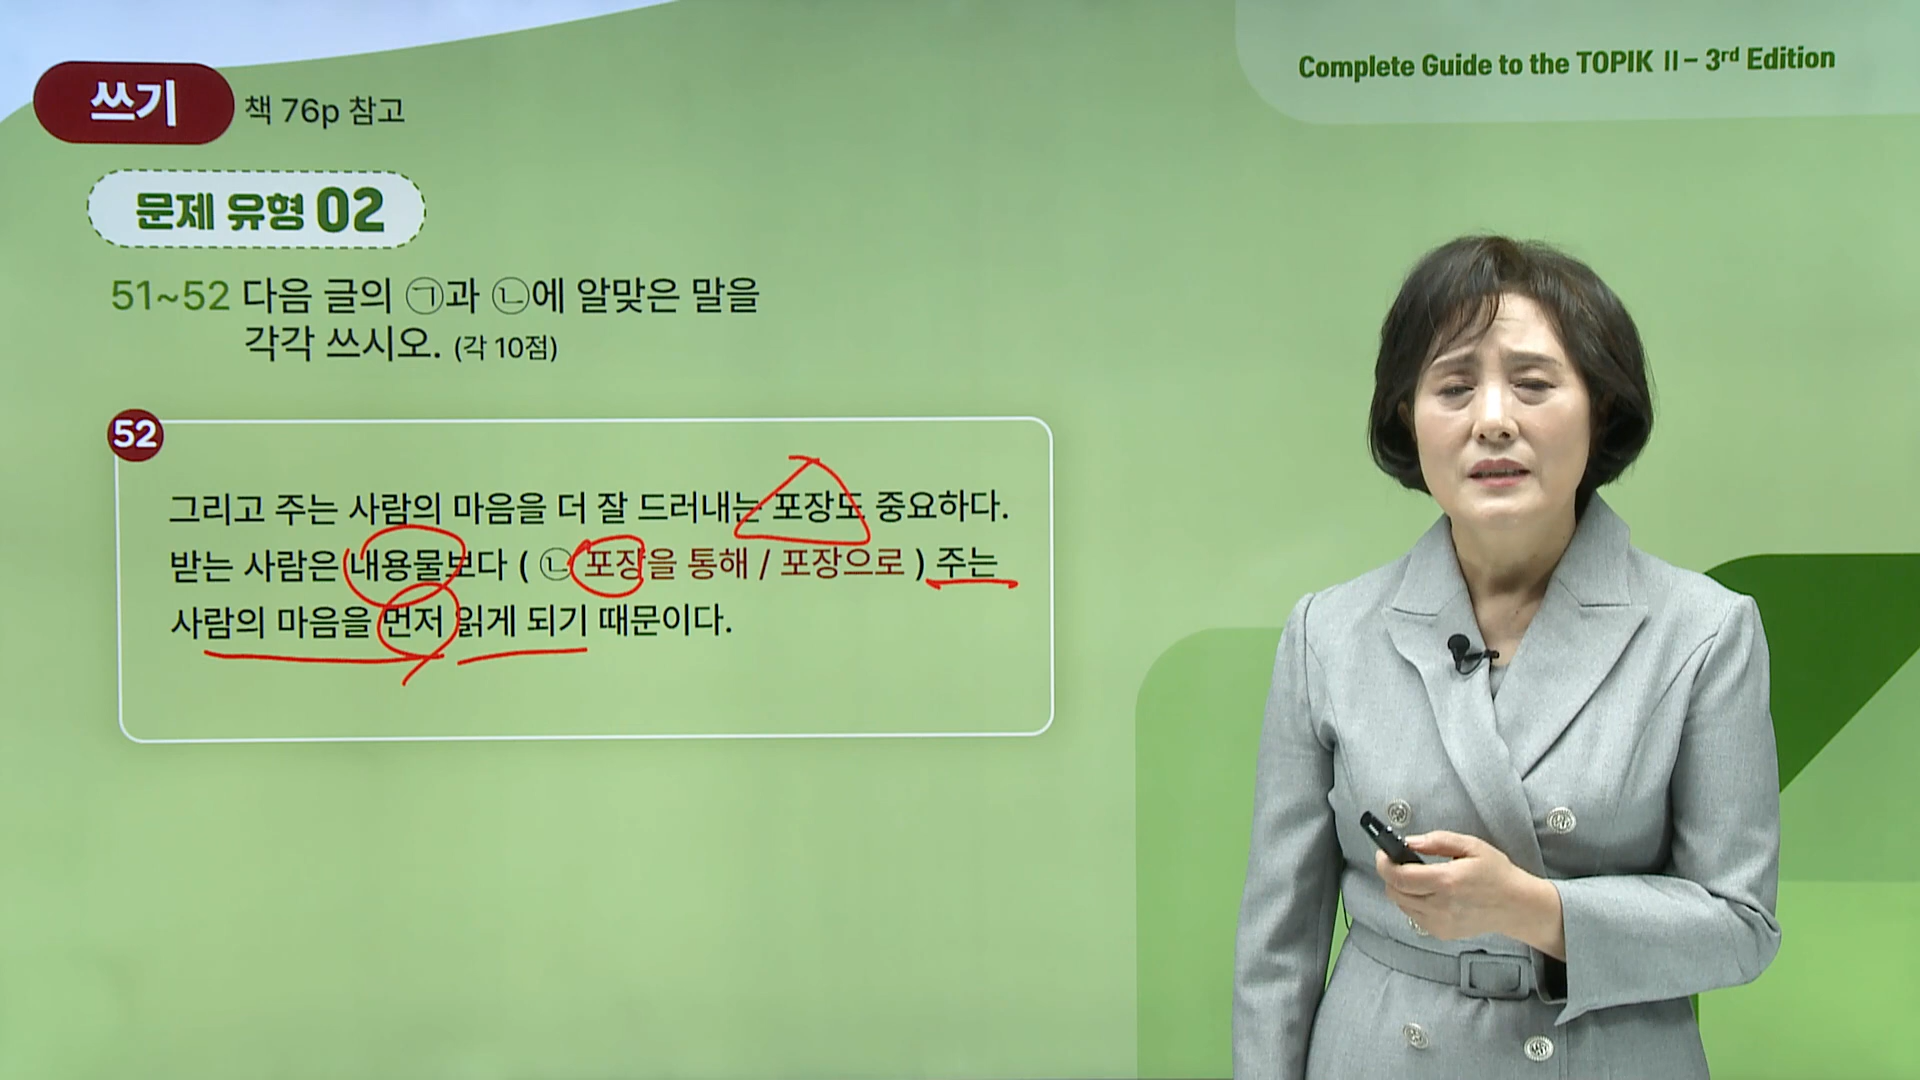 Complete Guide to the TOPIK Ⅱ – 3rd Edition
쓰기 책 76p 참고
문제 유형 02
51~52 다음 글의 ㉠과 ㉡에 알맞은 말을
각각 쓰시오. (각 10점)
52
그리고 주는 사람의 마음을 더 잘 드러내는 포장도 중요하다.
받는 사람은 내용물보다 ( ㉡ 포장을 통해 / 포장으로 ) 주는
사람의 마음을 먼저 읽게 되기 때문이다.